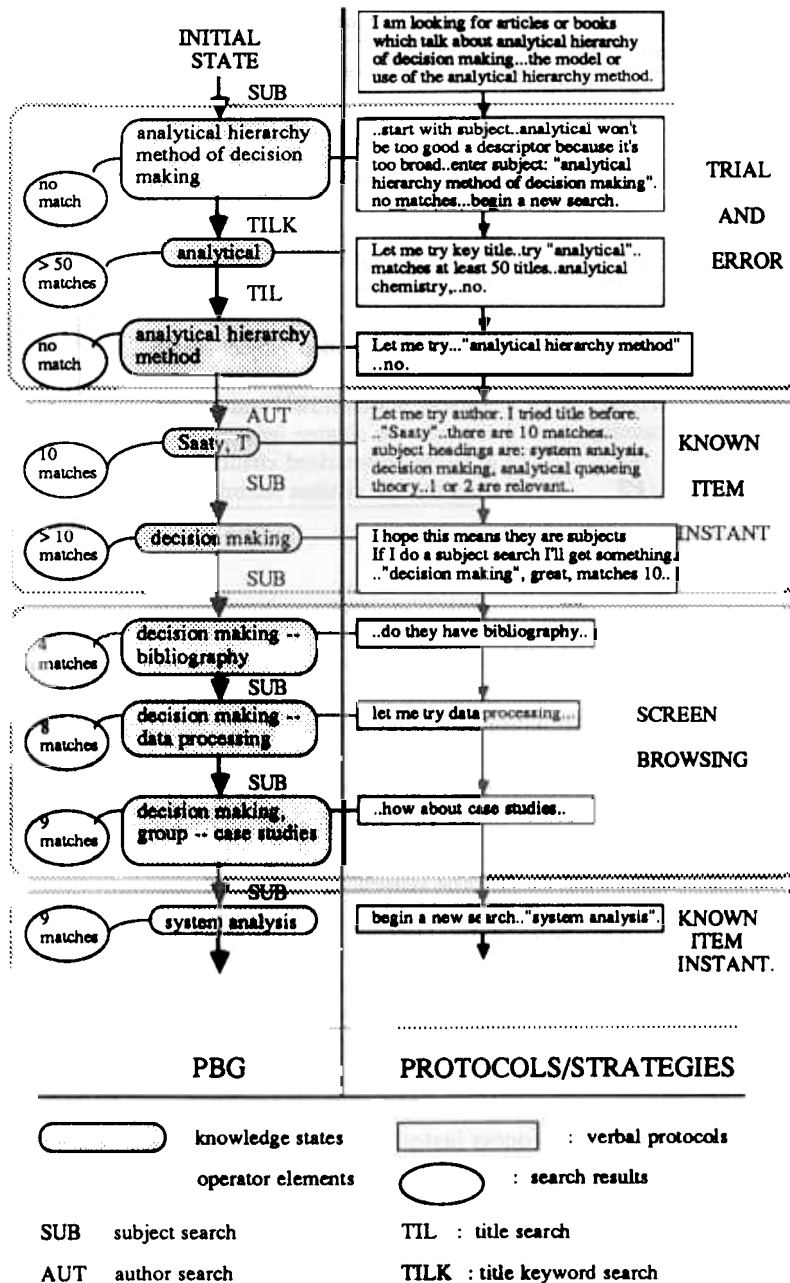 INITIAL
STATE
SUB
I am looking for articles or books
which talk about analytical hierarchy
of decision making...the model or
use of the analytical hierarchy method.
analytical hierarchy
method of decision
making
no
match
..start with subject..analytical won't
be too good a descriptor because it's
too broad..enter subject: "analytical
hierarchy method of decision making".
no matches...begin a new search.
TRIAL
AND
ERROR
TILK
analytical
> 50
matches
Let me try key title..try "analytical"..
matches at least 50 titles..analytical
chemistry,..no.
TIL
analytical hierarchy
method
no
match
Let me try..."analytical hierarchy method"
..no.
AUT
Saaty, T
10
matches
Let me try author. I tried title before.
.."Saaty"..there are 10 matches..
subject headings are: system analysis,
decision making, analytical queueing
theory..1 or 2 are relevant..
KNOWN
ITEM
INSTANT
SUB
decision making
> 10
matches
I hope this means they are subjects
If I do a subject search I'll get something.
.."decision making", great, matches 10..
SUB
decision making --
bibliography
4
matches
..do they have bibliography..
SUB
decision making --
data processing
8
matches
let me try data processing...
SCREEN
BROWSING
SUB
decision making,
group -- case studies
9
matches
..how about case studies..
SUB
system analysis
9
matches
begin a new search.."system analysis".
KNOWN
ITEM
INSTANT.
PBG
PROTOCOLS/STRATEGIES
knowledge states
: verbal protocols
operator elements
: search results
SUB subject search
TIL : title search
AUT author search
TILK : title keyword search